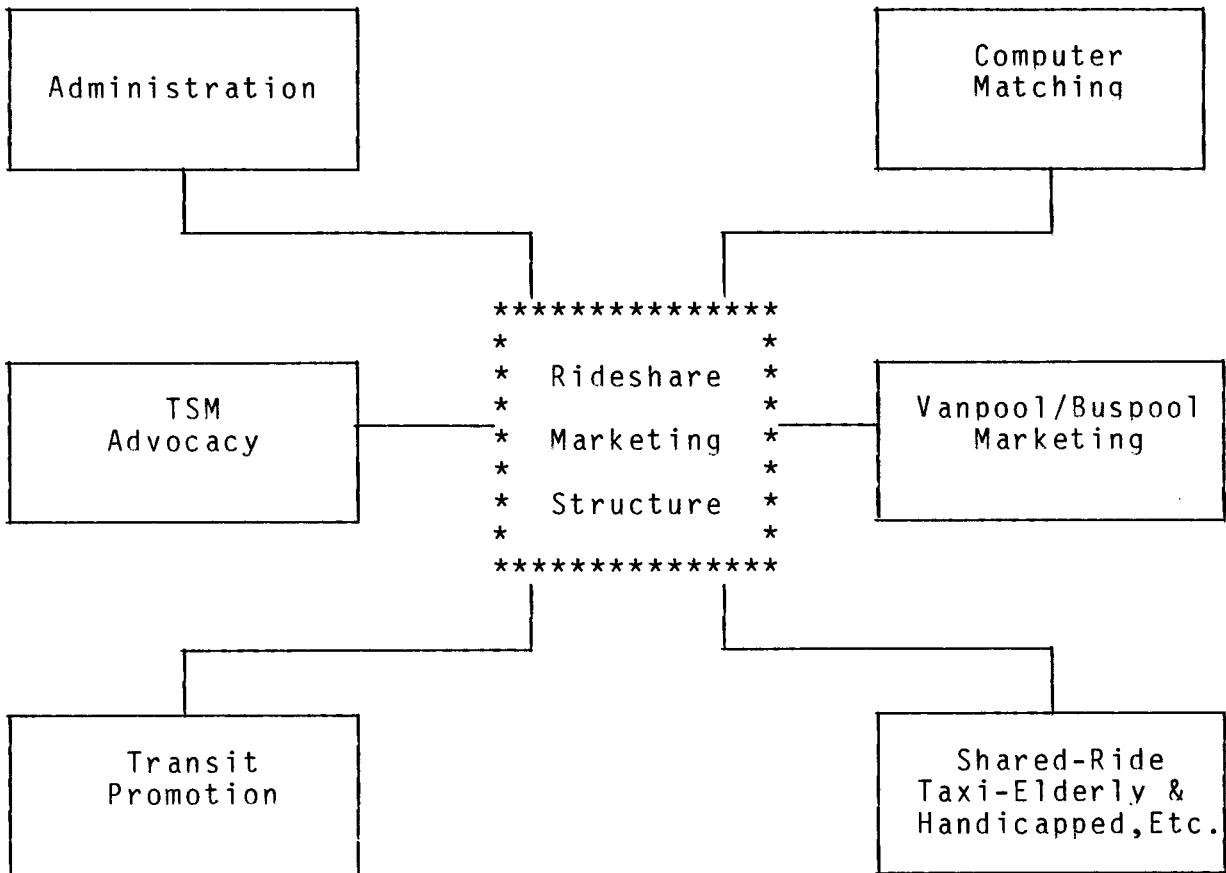 Administration
Computer
Matching
Rideshare
Marketing
Structure
TSM
Advocacy
Vanpool/Buspool
Marketing
Transit
Promotion
Shared-Ride
Taxi-Elderly &
Handicapped,Etc.